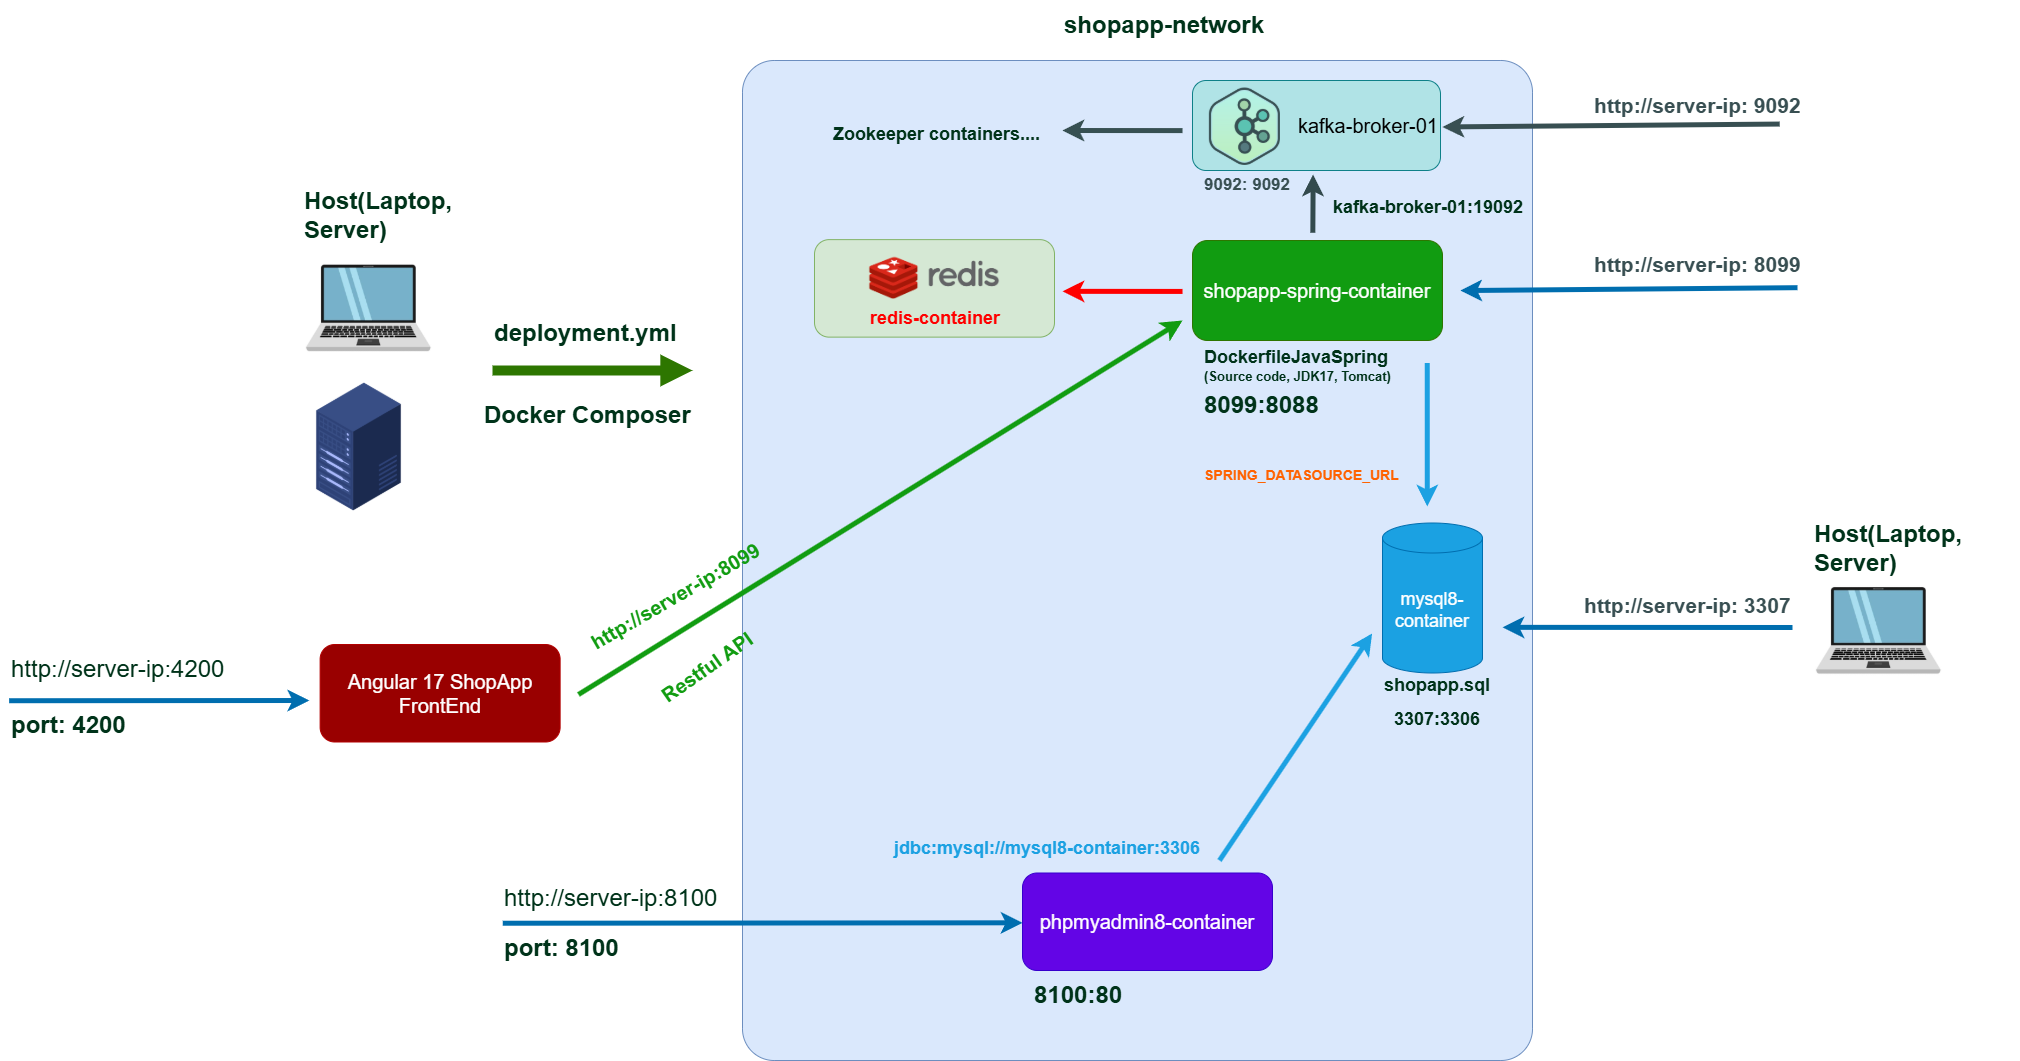 shopapp-network
http://server-ip: 9092
Zookeeper containers....
kafka-broker-01
9092: 9092
kafka-broker-01:19092
Host(Laptop,
Server)
redis
redis-container
shopapp-spring-container
http://server-ip: 8099
deployment.yml
Docker Composer
DockerfileJavaSpring
(Source code, JDK17, Tomcat)
8099:8088
SPRING_DATASOURCE_URL
http://server-ip:8099
Restful API
mysql8-
container
shopapp.sql
3307:3306
Host(Laptop,
Server)
http://server-ip: 3307
http://server-ip:4200
port: 4200
Angular 17 ShopApp
FrontEnd
jdbc:mysql://mysql8-container:3306
http://server-ip:8100
port: 8100
phpmyadmin8-container
8100:80